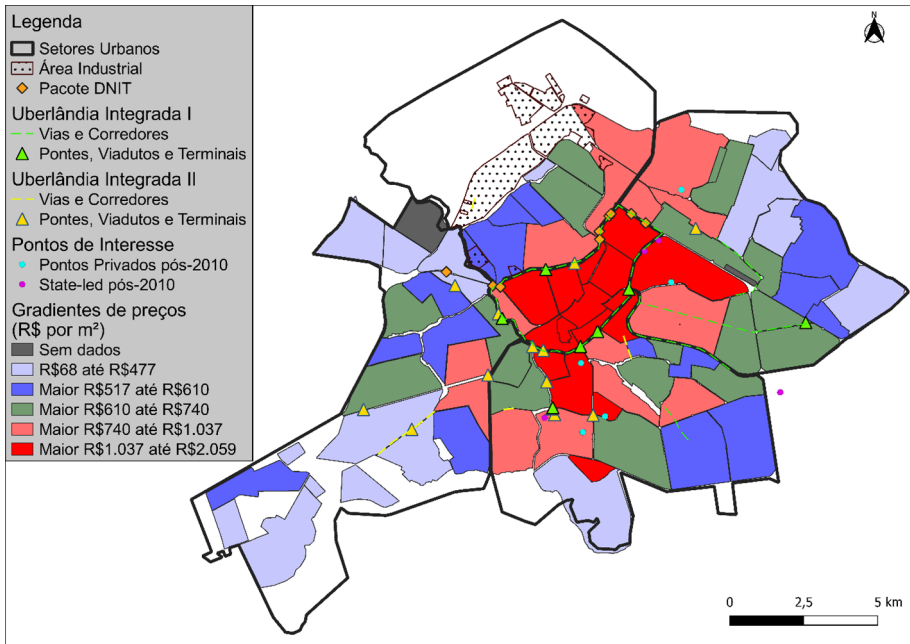 Legenda
Setores Urbanos
Área Industrial
Pacote DNIT
Uberlândia Integrada I
Vias e Corredores
Pontes, Viadutos e Terminais
Uberlândia Integrada II
Vias e Corredores
Pontes, Viadutos e Terminais
Pontos de Interesse
Pontos Privados pós-2010
State-led pós-2010
Gradientes de preços
(R$ por m²)
Sem dados
R$68 até R$477
Maior R$517 até R$610
Maior R$610 até R$740
Maior R$740 até R$1.037
Maior R$1.037 até R$2.059
N
0 2,5 5 km